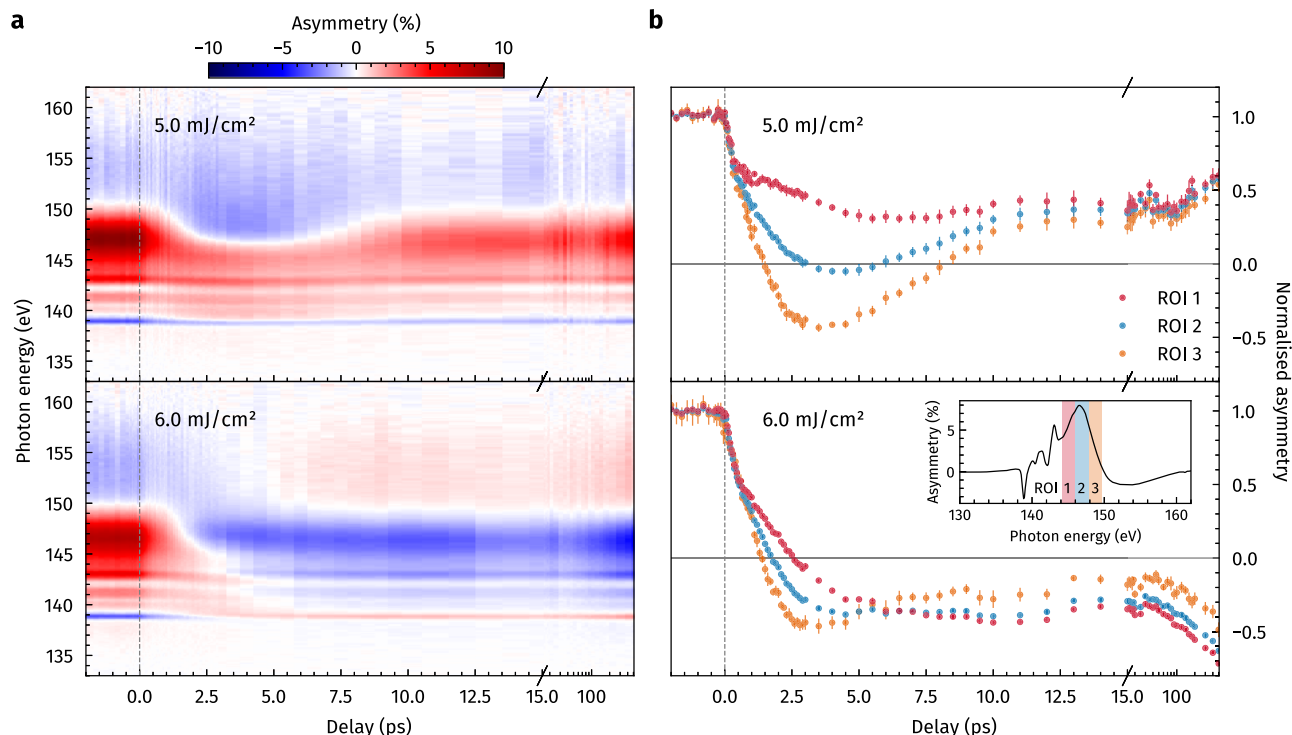 a
Asymmetry (%)
−10 −5 0 5 10
5.0 mJ/cm²
160
155
150
145
140
135
6.0 mJ/cm²
160
155
150
145
140
135
Photon energy (eV)
0.0 2.5 5.0 7.5 10.0 12.5 15.0 100
Delay (ps)
b
5.0 mJ/cm²
1.0
0.5
0.0
−0.5
ROI 1
ROI 2
ROI 3
6.0 mJ/cm²
1.0
0.5
0.0
−0.5
Normalised asymmetry
Asymmetry (%)
5
0
ROI 1 2 3
130 140 150 160
Photon energy (eV)
0.0 2.5 5.0 7.5 10.0 12.5 15.0 100
Delay (ps)